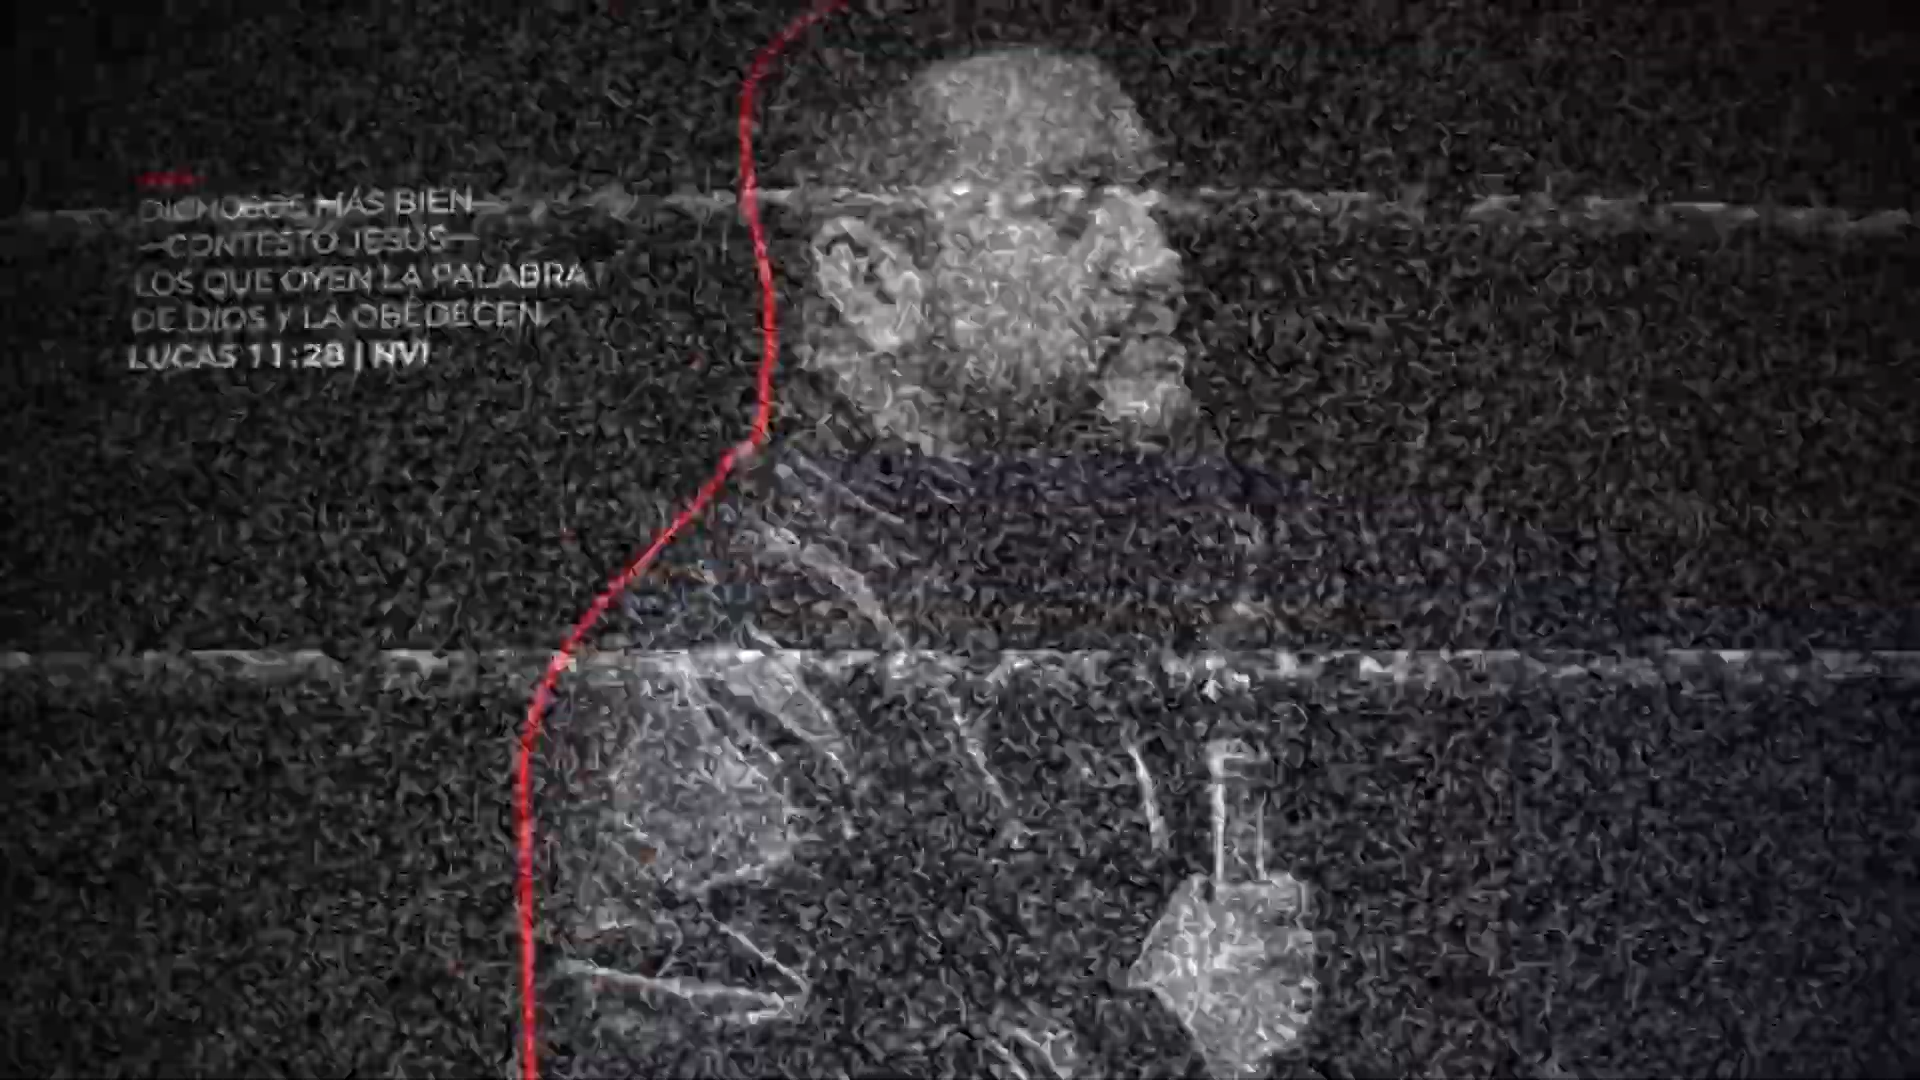 DICHOSOS MÁS BIEN
—CONTESTÓ JESÚS—
LOS QUE OYEN LA PALABRA
DE DIOS Y LA OBEDECEN
LUCAS 11:28 | NVI